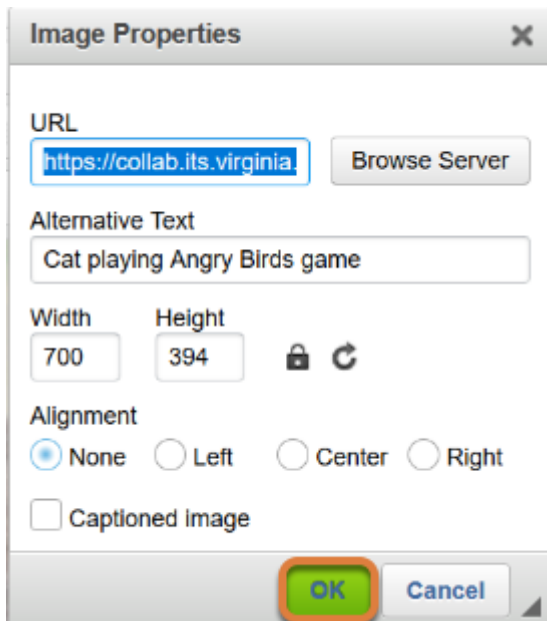 Image Properties
URL
https://collab.its.virginia.
Browse Server
Alternative Text
Cat playing Angry Birds game
Width Height
700 394
Alignment
None Left Center Right
Captioned image
OK Cancel